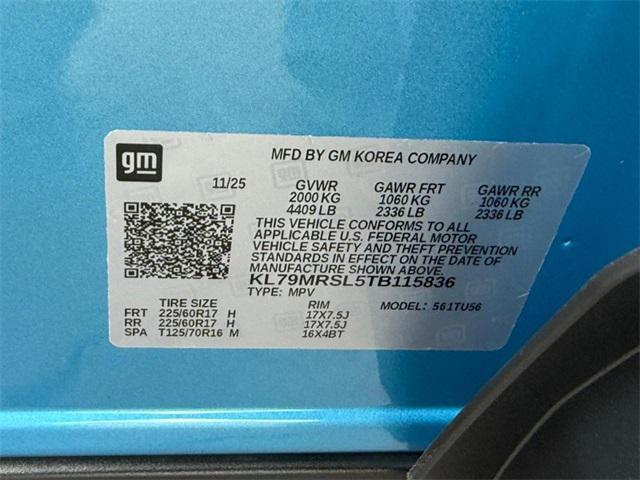 gm
MFD BY GM KOREA COMPANY
11/25 GVWR GAWR FRT GAWR RR
2000 KG 1060 KG 1060 KG
4409 LB 2336 LB 2336 LB
THIS VEHICLE CONFORMS TO ALL
APPLICABLE U.S. FEDERAL MOTOR
VEHICLE SAFETY AND THEFT PREVENTION
STANDARDS IN EFFECT ON THE DATE OF
MANUFACTURE SHOWN ABOVE.
KL79MRSL5TB115836
TYPE: MPV MODEL: 561TU56
TIRE SIZE RIM
FRT 225/60R17 H 17X7.5J
RR 225/60R17 H 17X7.5J
SPA T125/70R16 M 16X4BT